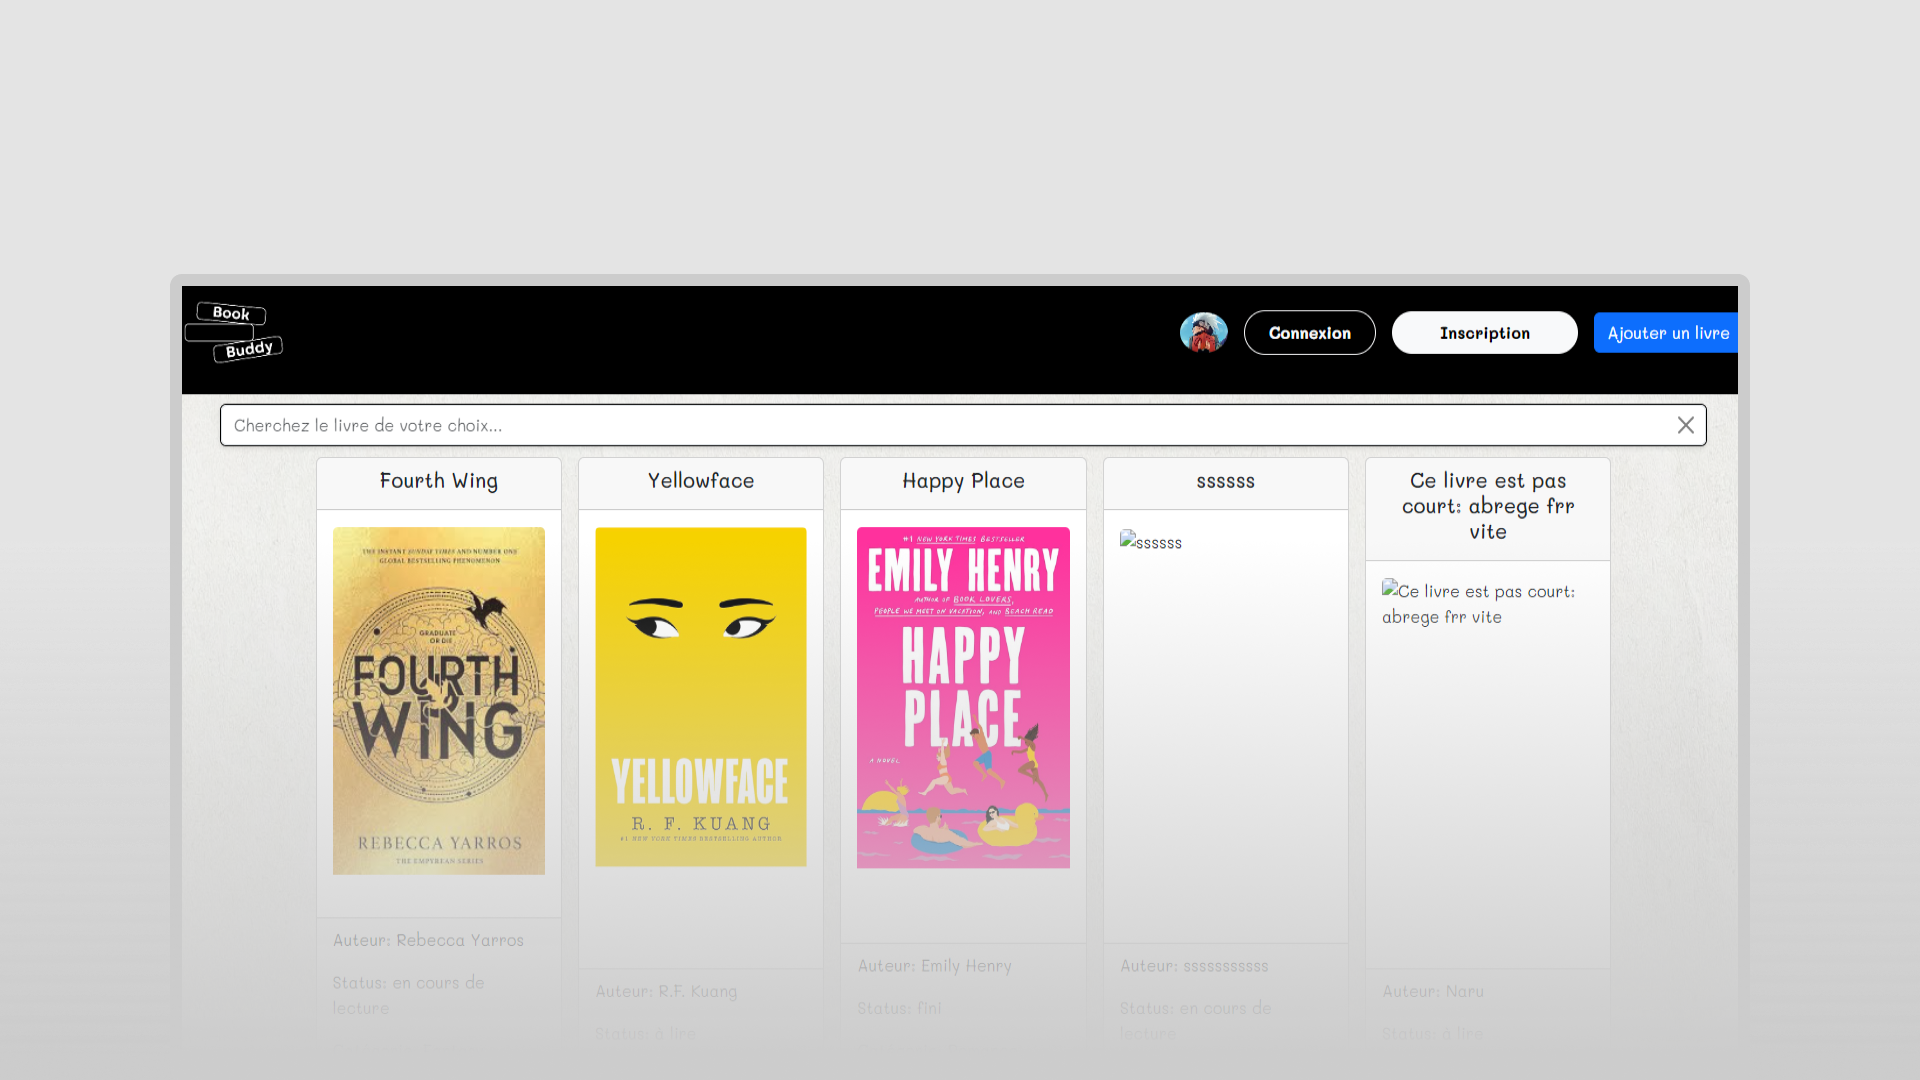 Book
Buddy
Connexion
Inscription
Ajouter un livre
Cherchez le livre de votre choix...
Fourth Wing
Yellowface
Happy Place
ssssss
Ce livre est pas
court: abrege frr
vite
THE INSTANT SUNDAY TIMES AND NUMBER ONE
GLOBAL BESTSELLING PHENOMENON
GRADUATE
OR DIE
FOURTH
WING
REBECCA YARROS
THE EMPYREAN SERIES
YELLOWFACE
R. F. KUANG
#1 NEW YORK TIMES BESTSELLING AUTHOR
#1 NEW YORK TIMES BESTSELLER
EMILY HENRY
AUTHOR OF BOOK LOVERS,
PEOPLE WE MEET ON VACATION, AND BEACH READ
HAPPY
PLACE
A NOVEL
ssssss
Ce livre est pas court:
abrege frr vite
Auteur: Rebecca Yarros
Status: en cours de
lecture
Auteur: R.F. Kuang
Status: à lire
Auteur: Emily Henry
Status: fini
Auteur: sssssssssss
Status: en cours de
lecture
Auteur: Naru
Status: à lire